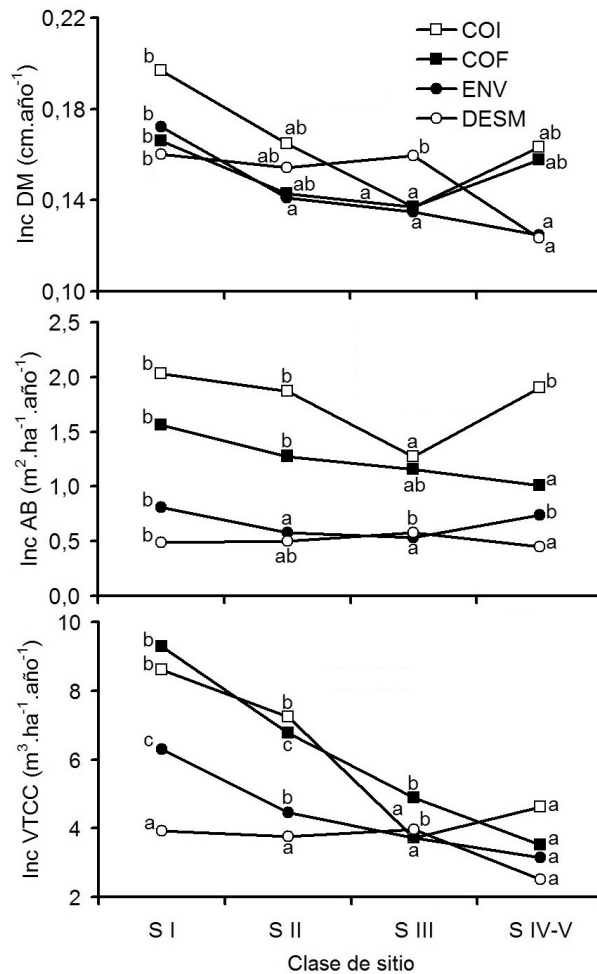 0,22
0,18
0,14
0,10
Inc DM (cm.año⁻¹)
COI
COF
ENV
DESM
b
b
b
b
ab
ab
ab
a
b
a
a
a
ab
ab
a
a
2,5
2,0
1,5
1,0
0,5
0,0
Inc AB (m².ha⁻¹.año⁻¹)
b
b
b
b
b
b
a
ab
a
ab
b
a
b
a
b
a
10
8
6
4
2
Inc VTCC (m³.ha⁻¹.año⁻¹)
b
b
c
a
b
c
b
a
b
a
b
a
a
a
a
a
S I S II S III S IV-V
Clase de sitio